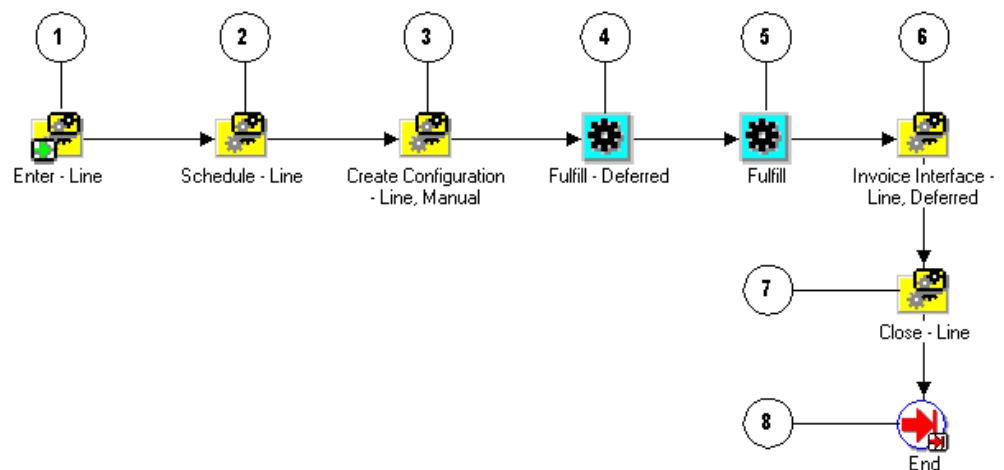 1
2
3
4
5
6
Enter - Line
Schedule - Line
Create Configuration
- Line, Manual
Fulfill - Deferred
Fulfill
Invoice Interface -
Line, Deferred
7
Close - Line
8
End